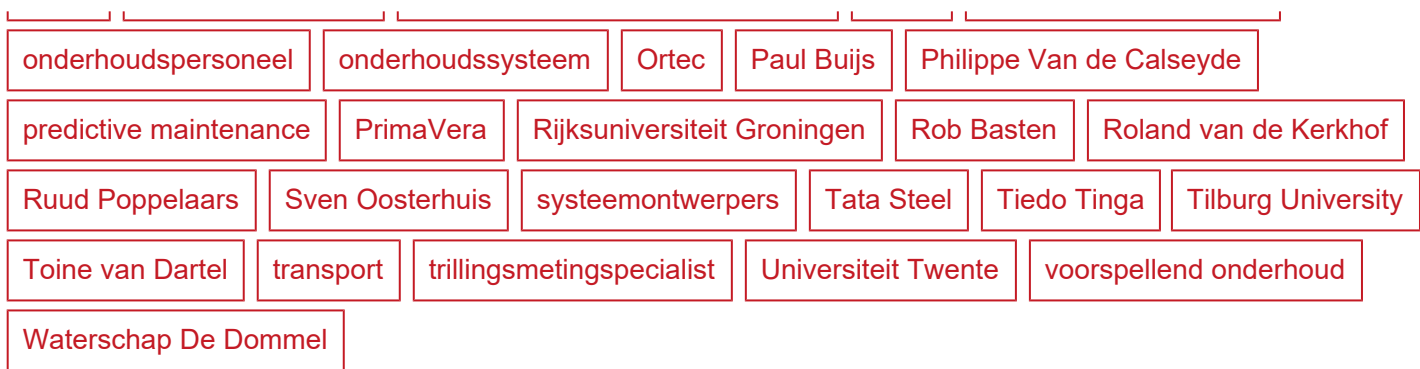 onderhoudspersoneel onderhoudssysteem Ortec Paul Buijs Philippe Van de Calseyde
predictive maintenance PrimaVera Rijksuniversiteit Groningen Rob Basten Roland van de Kerkhof
Ruud Poppelaars Sven Oosterhuis systeemontwerpers Tata Steel Tiedo Tinga Tilburg University
Toine van Dartel transport trillingsmetingspecialist Universiteit Twente voorspellend onderhoud
Waterschap De Dommel